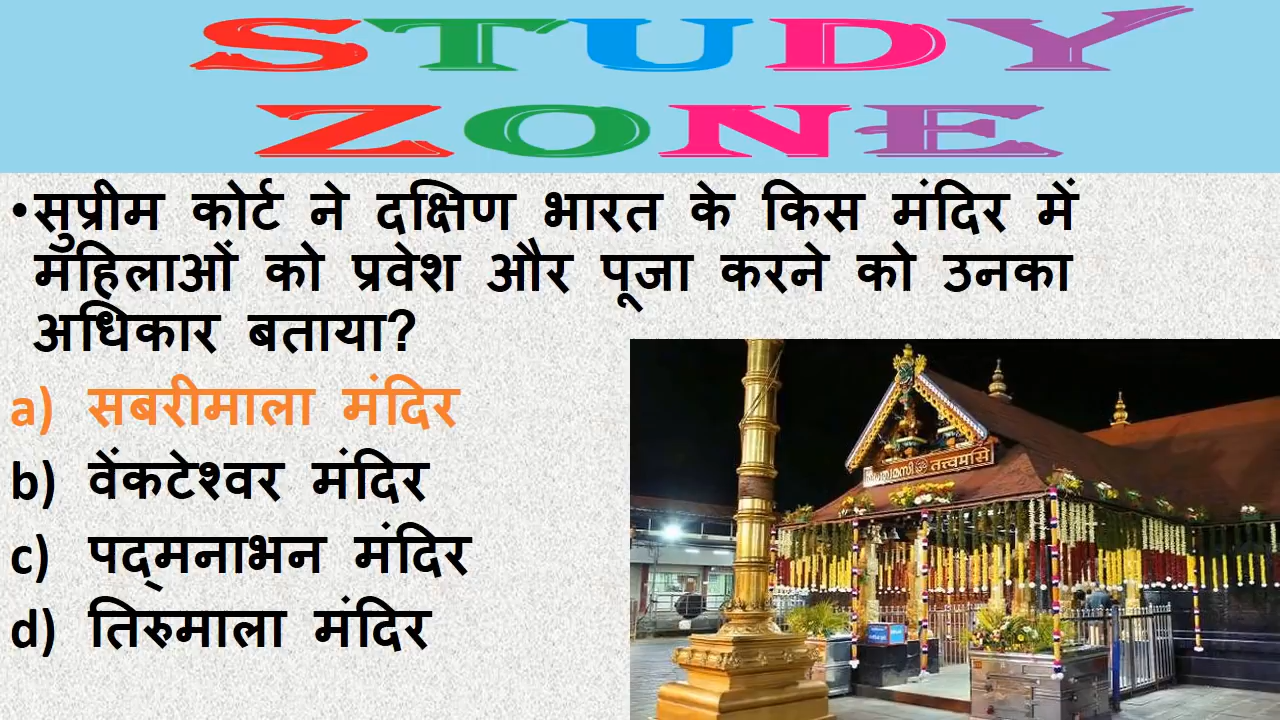 STUDY
ZONE
•सुप्रीम कोर्ट ने दक्षिण भारत के किस मंदिर में
महिलाओं को प्रवेश और पूजा करने को उनका
अधिकार बताया?
a) सबरीमाला मंदिर
b) वेंकटेश्वर मंदिर
c) पद्मनाभन मंदिर
d) तिरुमाला मंदिर
तत्त्वमसि